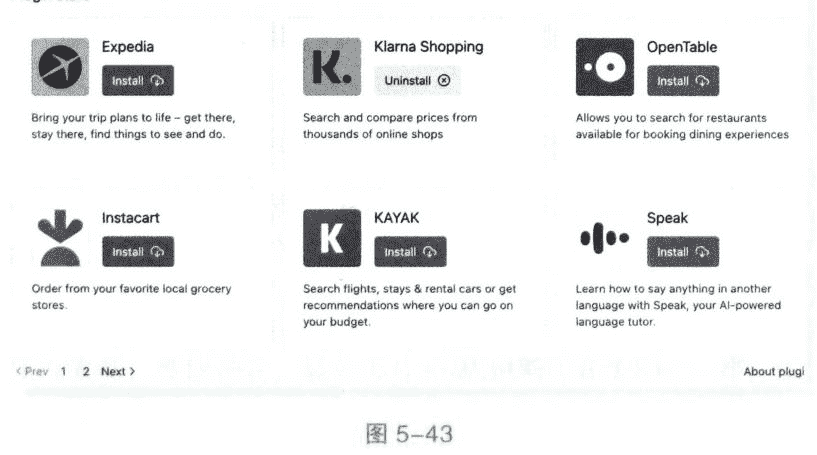 Expedia
Install
Bring your trip plans to life – get there,
stay there, find things to see and do.
Klarna Shopping
K.
Uninstall
Search and compare prices from
thousands of online shops
OpenTable
Install
Allows you to search for restaurants
available for booking dining experiences
Instacart
Install
Order from your favorite local grocery
stores.
KAYAK
K
Install
Search flights, stays & rental cars or get
recommendations where you can go on
your budget.
Speak
Install
Learn how to say anything in another
language with Speak, your AI-powered
language tutor.
< Prev 1 2 Next >
About plugi
图 5-43